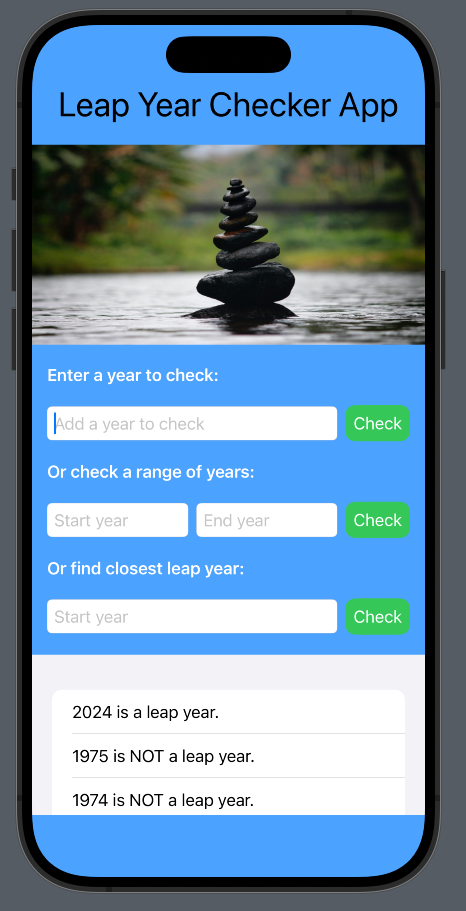 Leap Year Checker App
Enter a year to check:
Add a year to check
Check
Or check a range of years:
Start year
End year
Check
Or find closest leap year:
Start year
Check
2024 is a leap year.
1975 is NOT a leap year.
1974 is NOT a leap year.